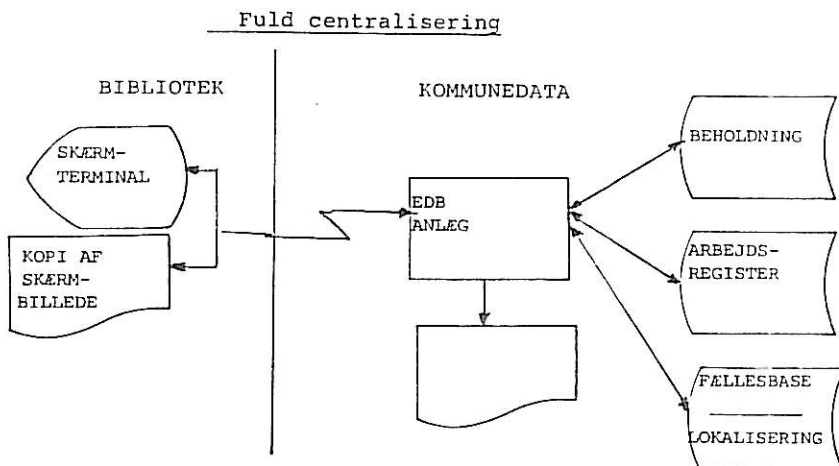 Fuld centralisering
BIBLIOTEK
KOMMUNEDATA
SKÆRM-
TERMINAL
KOPI AF
SKÆRM-
BILLEDE
EDB
ANLÆG
BEHOLDNING
ARBEJDS-
REGISTER
FÆLLESBASE
LOKALISERING